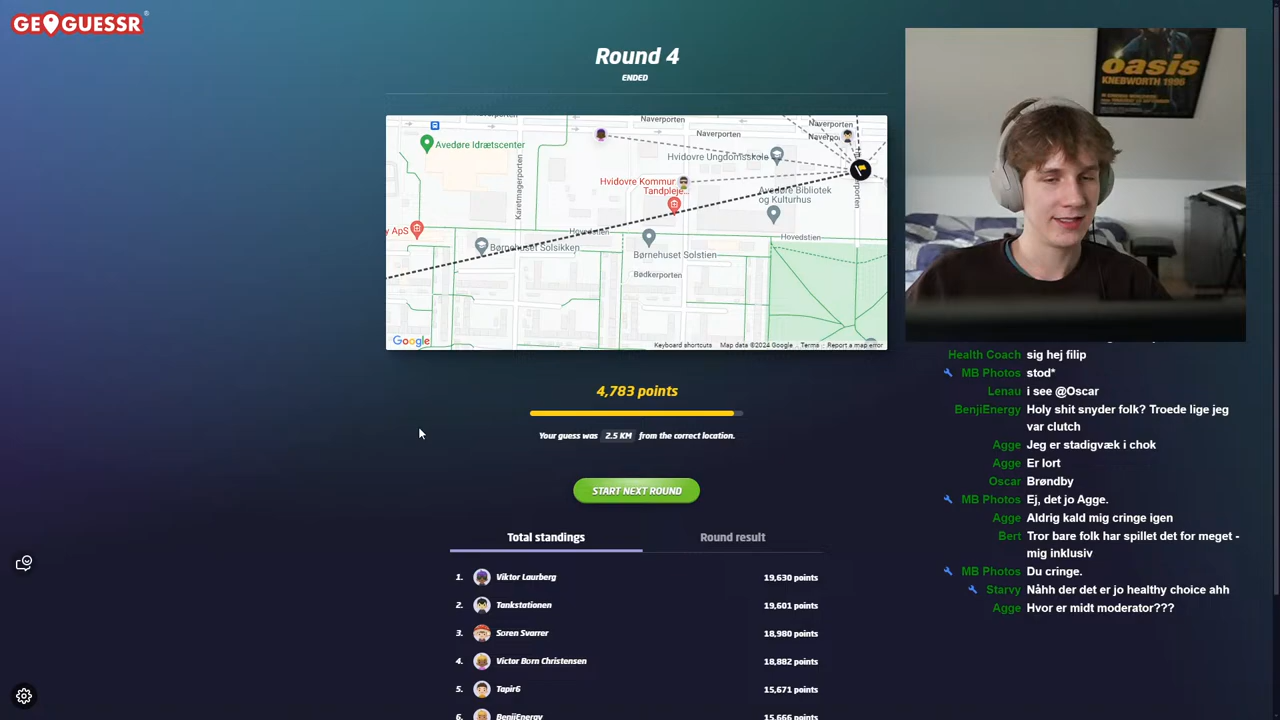 GEOGUESSR
Round 4
ENDED
oasis
KNEBWORTH 1996
Naverporten
Naverporten
Naverporten
Avedøre Idrætscenter
Karetmagerporten
Hvidovre Ungdomsskole
Hvidovre Kommun
Tandpleje...
Avedøre Bibliotek
og Kulturhus
y ApS
Hovedstien
Hovedstien
Børnehuset Solsikken
Børnehuset Solstien
Bødkerporten
Google
Keyboard shortcuts Map data ©2024 Google Terms Report a map error
4,783 points
Your guess was 2.5 KM from the correct location.
START NEXT ROUND
Total standings Round result
1. Viktor Laurberg 19,630 points
2. Tankstationen 19,601 points
3. Søren Svarrer 18,980 points
4. Victor Born Christensen 18,882 points
5. Tapir6 15,671 points
6. BenjiEnergy 15,666 points
Health Coach sig hej filip
MB Photos stod*
Lenau i see @Oscar
BenjiEnergy Holy shit snyder folk? Troede lige jeg
var clutch
Agge Jeg er stadigvæk i chok
Agge Er lort
Oscar Brøndby
MB Photos Ej, det jo Agge.
Agge Aldrig kald mig cringe igen
Bert Tror bare folk har spillet det for meget -
mig inklusiv
MB Photos Du cringe.
Starvy Nåhh der det er jo healthy choice ahh
Agge Hvor er midt moderator???